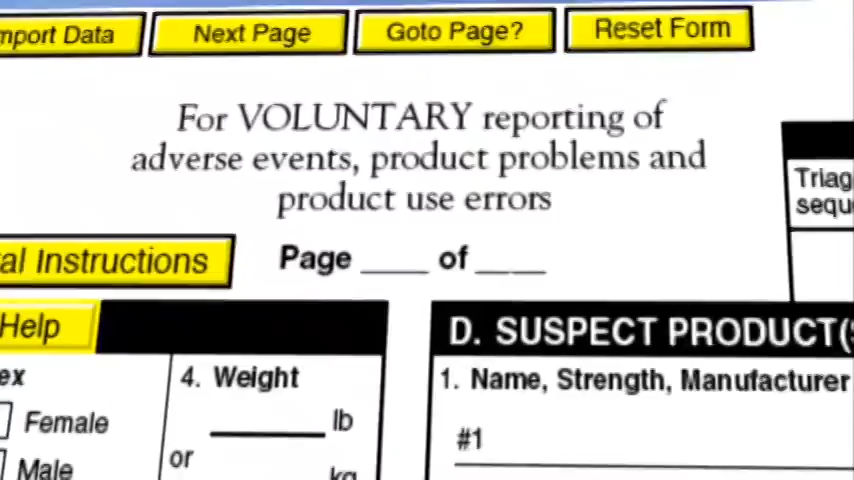 mport Data
Next Page
Goto Page?
Reset Form
For VOLUNTARY reporting of
adverse events, product problems and
product use errors
Triag
sequ
al Instructions
Page ____ of ____
Help
D. SUSPECT PRODUCT(S
ex
4. Weight
1. Name, Strength, Manufacturer
Female
lb
#1
or
Male
kg